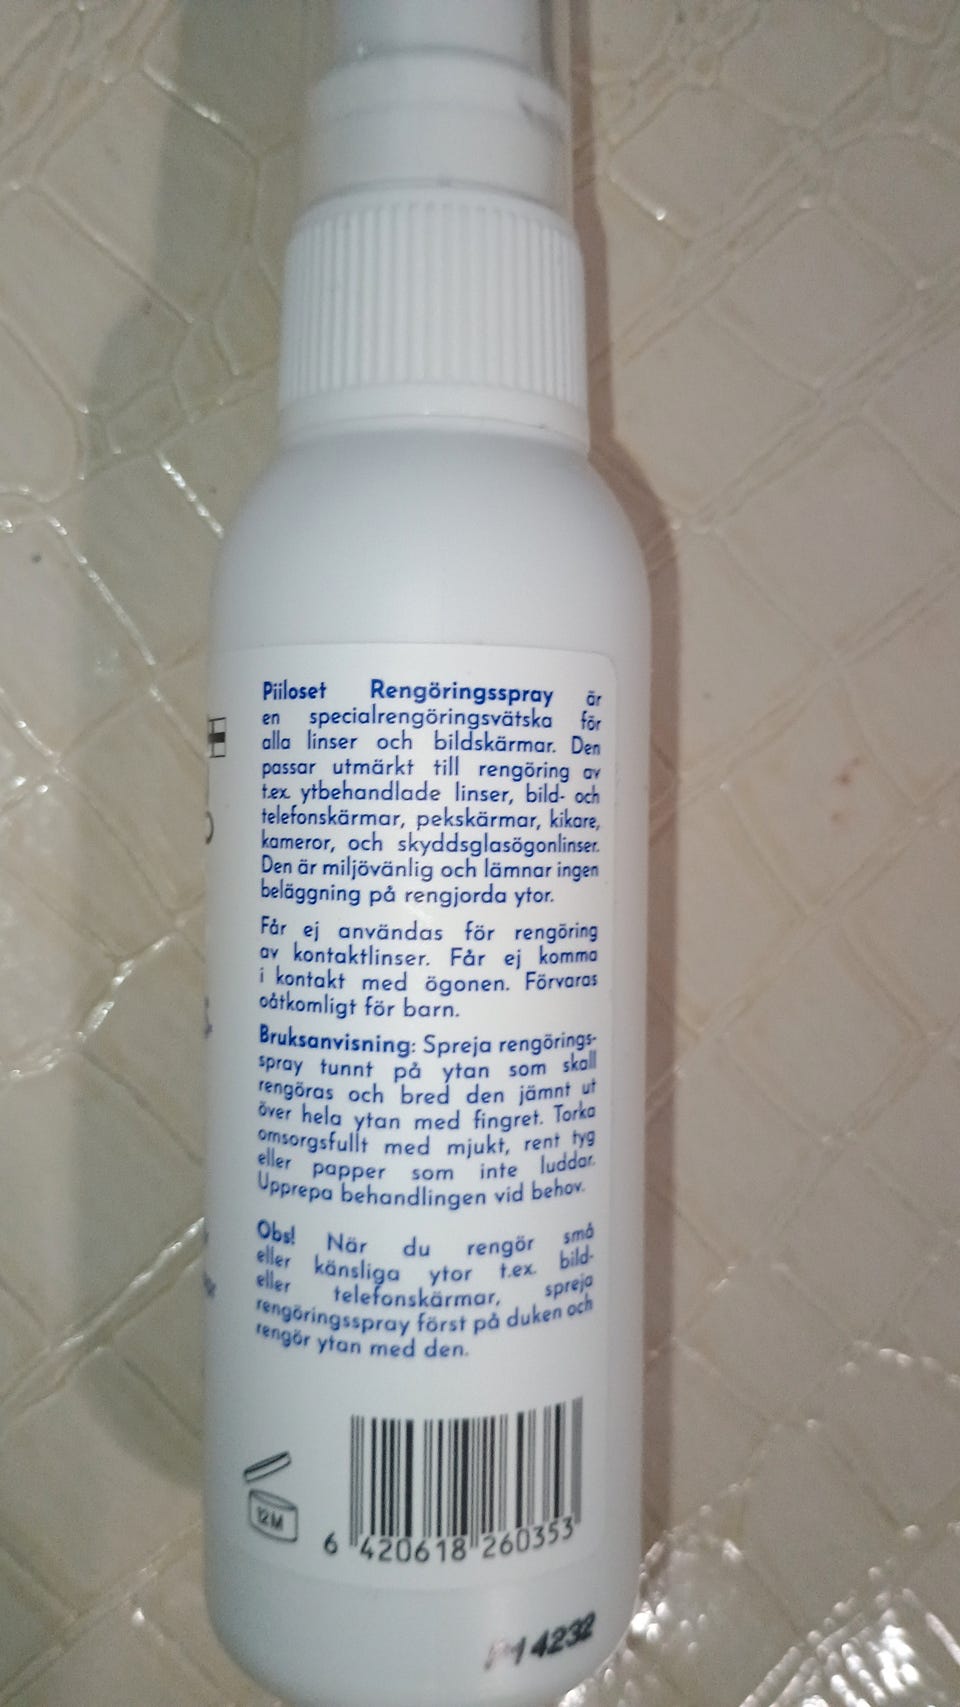 Piiloset Rengöringsspray är
en specialrengöringsvätska för
alla linser och bildskärmar. Den
passar utmärkt till rengöring av
t.ex. ytbehandlade linser, bild- och
telefonskärmar, pekskärmar, kikare,
kameror, och skyddsglasögonlinser.
Den är miljövänlig och lämnar ingen
beläggning på rengjorda ytor.
Får ej användas för rengöring
av kontaktlinser. Får ej komma
i kontakt med ögonen. Förvaras
oåtkomligt för barn.
Bruksanvisning: Spreja rengörings-
spray tunnt på ytan som skall
rengöras och bred den jämnt ut
över hela ytan med fingret. Torka
omsorgsfullt med mjukt, rent tyg
eller papper som inte luddar.
Upprepa behandlingen vid behov.
Obs! När du rengör små
eller känsliga ytor t.ex. bild-
eller telefonskärmar, spreja
rengöringsspray först på duken och
rengör ytan med den.
12M
6 420618 260353
4232